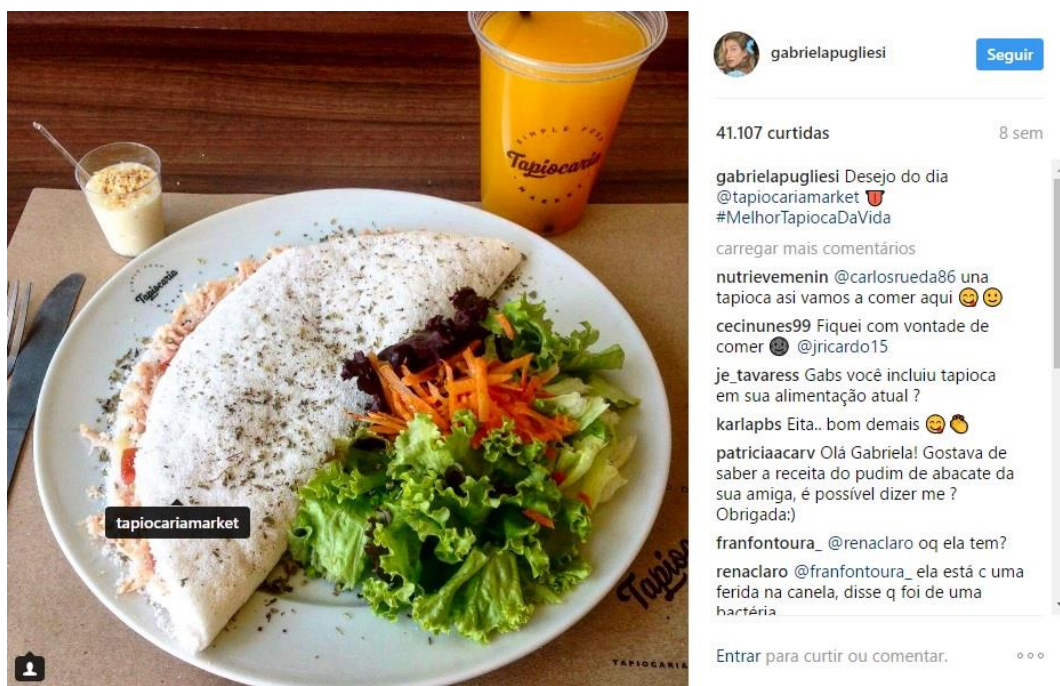 SIMPLE FOOD
Tapiocaria
MARKET
Tapiocaria
tapiocariamarket
Tapioca
TAPIOCARIA
gabrielapugliesi
Seguir
41.107 curtidas
8 sem
gabrielapugliesi Desejo do dia
@tapiocariamarket 👅
#MelhorTapiocaDaVida
carregar mais comentários
nutrievemenin @carlosrueda86 una
tapioca asi vamos a comer aqui 😋🙂
cecinunes99 Fiquei com vontade de
comer 🌚 @jricardo15
je_tavaress Gabs você incluiu tapioca
em sua alimentação atual ?
karlapbs Eita.. bom demais 😋👏
patriciaacarv Olá Gabriela! Gostava de
saber a receita do pudim de abacate da
sua amiga, é possível dizer me ?
Obrigada:)
franfontoura_ @renaclaro oq ela tem?
renaclaro @franfontoura_ ela está c uma
ferida na canela, disse q foi de uma
bactéria
Entrar para curtir ou comentar.